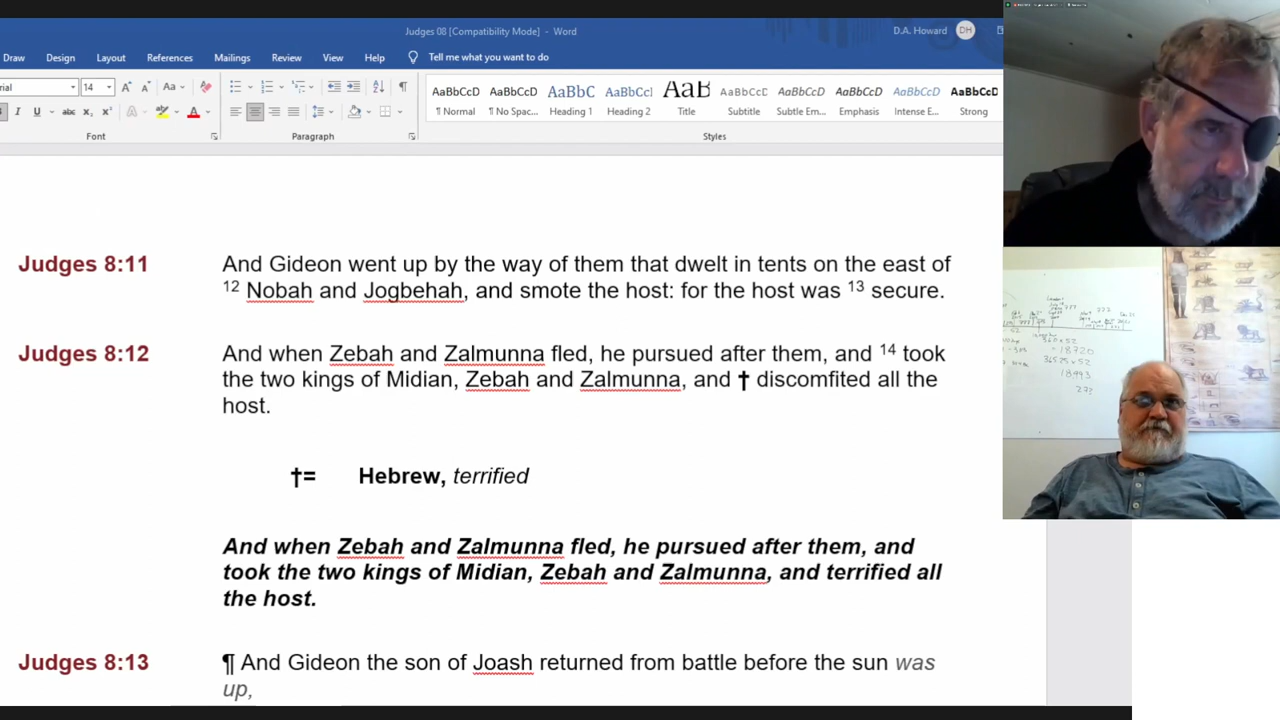 Judges 08 [Compatibility Mode] - Word
D.A. Howard DH
Draw Design Layout References Mailings Review View Help Tell me what you want to do
rial 14 Aa
AaBbCcD AaBbCcD AaBbC AaBbCcl AaB AaBbCcD AaBbCcD AaBbCcD AaBbCcD AaBbCcD
¶ Normal ¶ No Spac... Heading 1 Heading 2 Title Subtitle Subtle Em... Emphasis Intense E... Strong
Font Paragraph Styles
Judges 8:11 And Gideon went up by the way of them that dwelt in tents on the east of
12 Nobah and Jogbehah, and smote the host: for the host was 13 secure.
Judges 8:12 And when Zebah and Zalmunna fled, he pursued after them, and 14 took
the two kings of Midian, Zebah and Zalmunna, and † discomfited all the
host.
†= Hebrew, terrified
And when Zebah and Zalmunna fled, he pursued after them, and
took the two kings of Midian, Zebah and Zalmunna, and terrified all
the host.
Judges 8:13 ¶ And Gideon the son of Joash returned from battle before the sun was
up,
360 x 52
18720
18,993